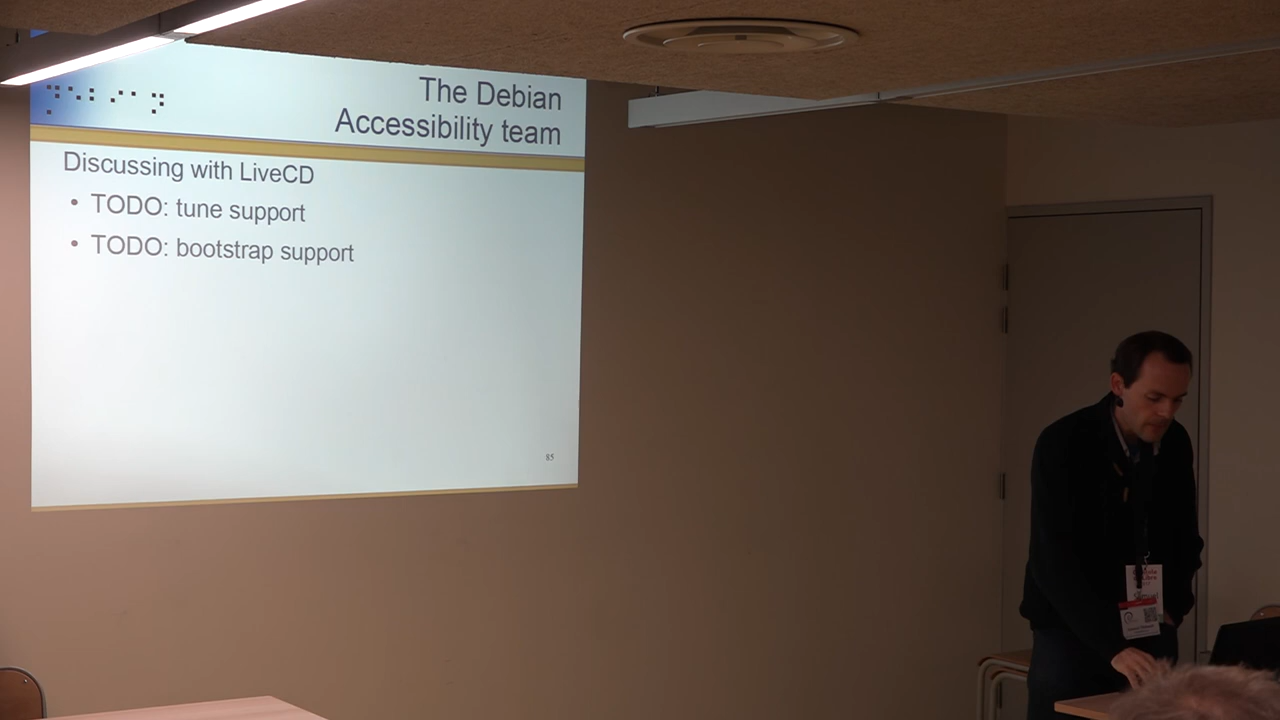 The Debian
Accessibility team
Discussing with LiveCD
• TODO: tune support
• TODO: bootstrap support
85